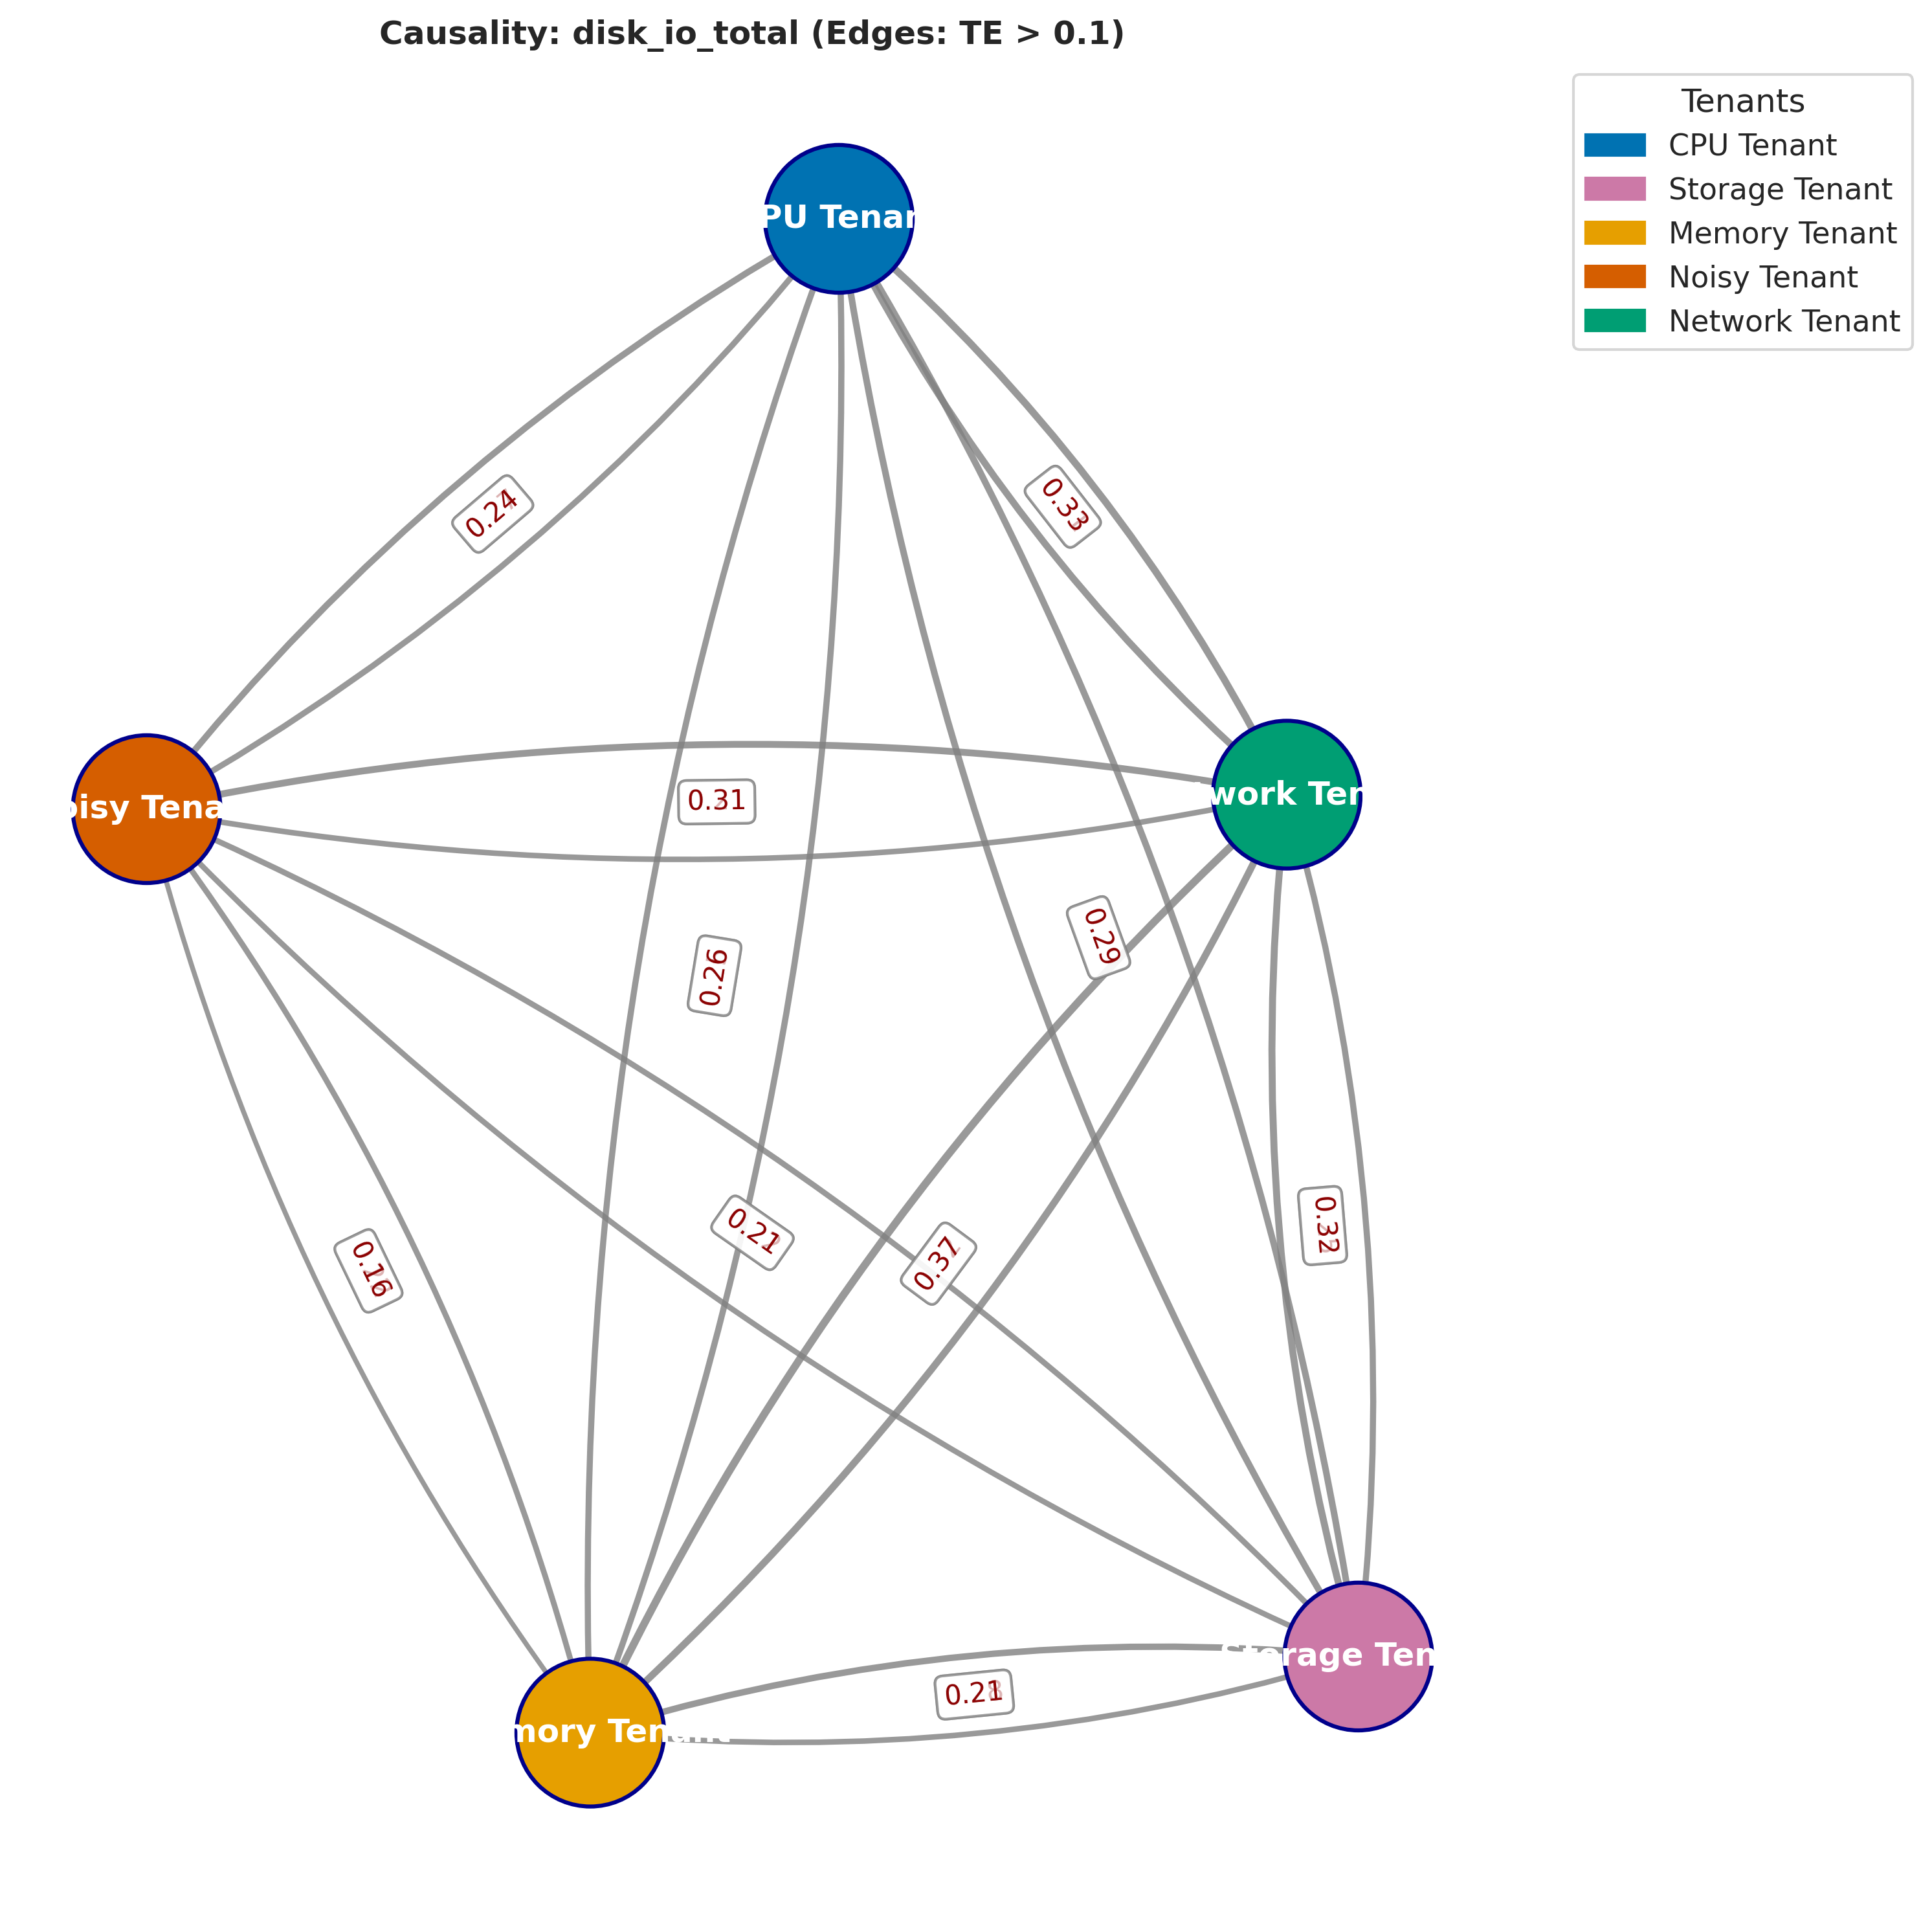 Causality: disk_io_total (Edges: TE > 0.1)
Tenants
CPU Tenant
Storage Tenant
Memory Tenant
Noisy Tenant
Network Tenant
PU Tenan
0.24
0.33
oisy Tena
work Ten
0.31
0.29
0.26
0.21
0.37
0.32
0.16
orage Ten
0.21
mory Tenant